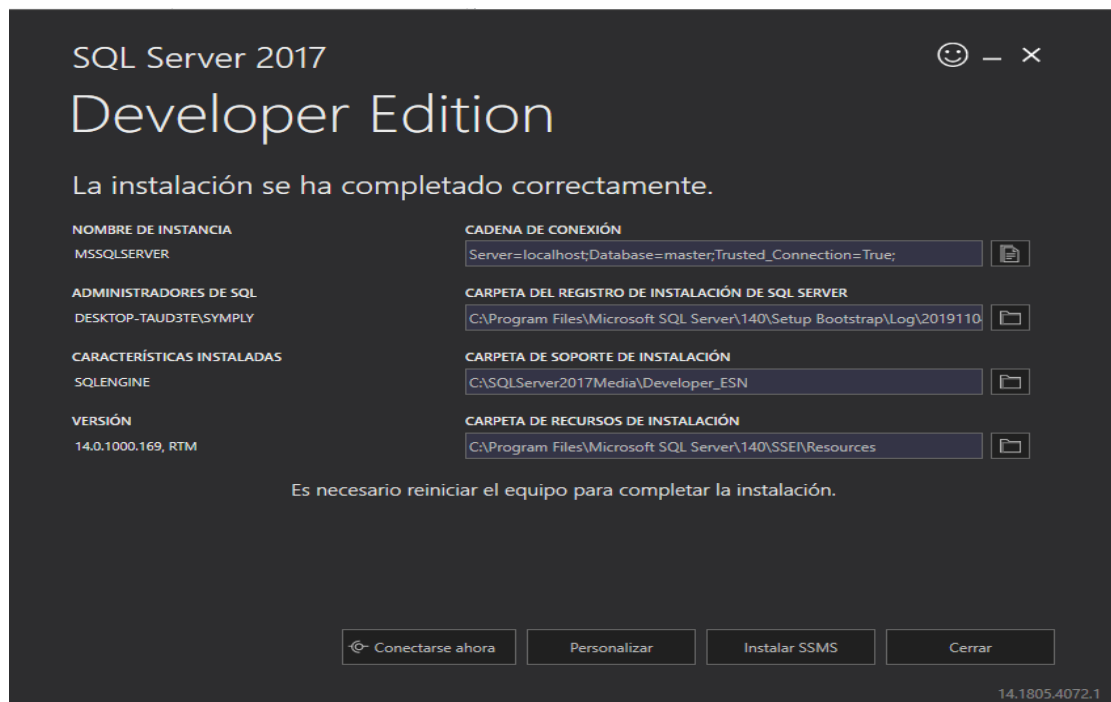 SQL Server 2017
Developer Edition
La instalación se ha completado correctamente.
NOMBRE DE INSTANCIA
MSSQLSERVER
CADENA DE CONEXIÓN
Server=localhost;Database=master;Trusted_Connection=True;
ADMINISTRADORES DE SQL
DESKTOP-TAUD3TE\SYMPLY
CARPETA DEL REGISTRO DE INSTALACIÓN DE SQL SERVER
C:\Program Files\Microsoft SQL Server\140\Setup Bootstrap\Log\2019110
CARACTERÍSTICAS INSTALADAS
SQLENGINE
CARPETA DE SOPORTE DE INSTALACIÓN
C:\SQLServer2017Media\Developer_ESN
VERSIÓN
14.0.1000.169, RTM
CARPETA DE RECURSOS DE INSTALACIÓN
C:\Program Files\Microsoft SQL Server\140\SSEI\Resources
Es necesario reiniciar el equipo para completar la instalación.
Conectarse ahora
Personalizar
Instalar SSMS
Cerrar
14.1805.4072.1